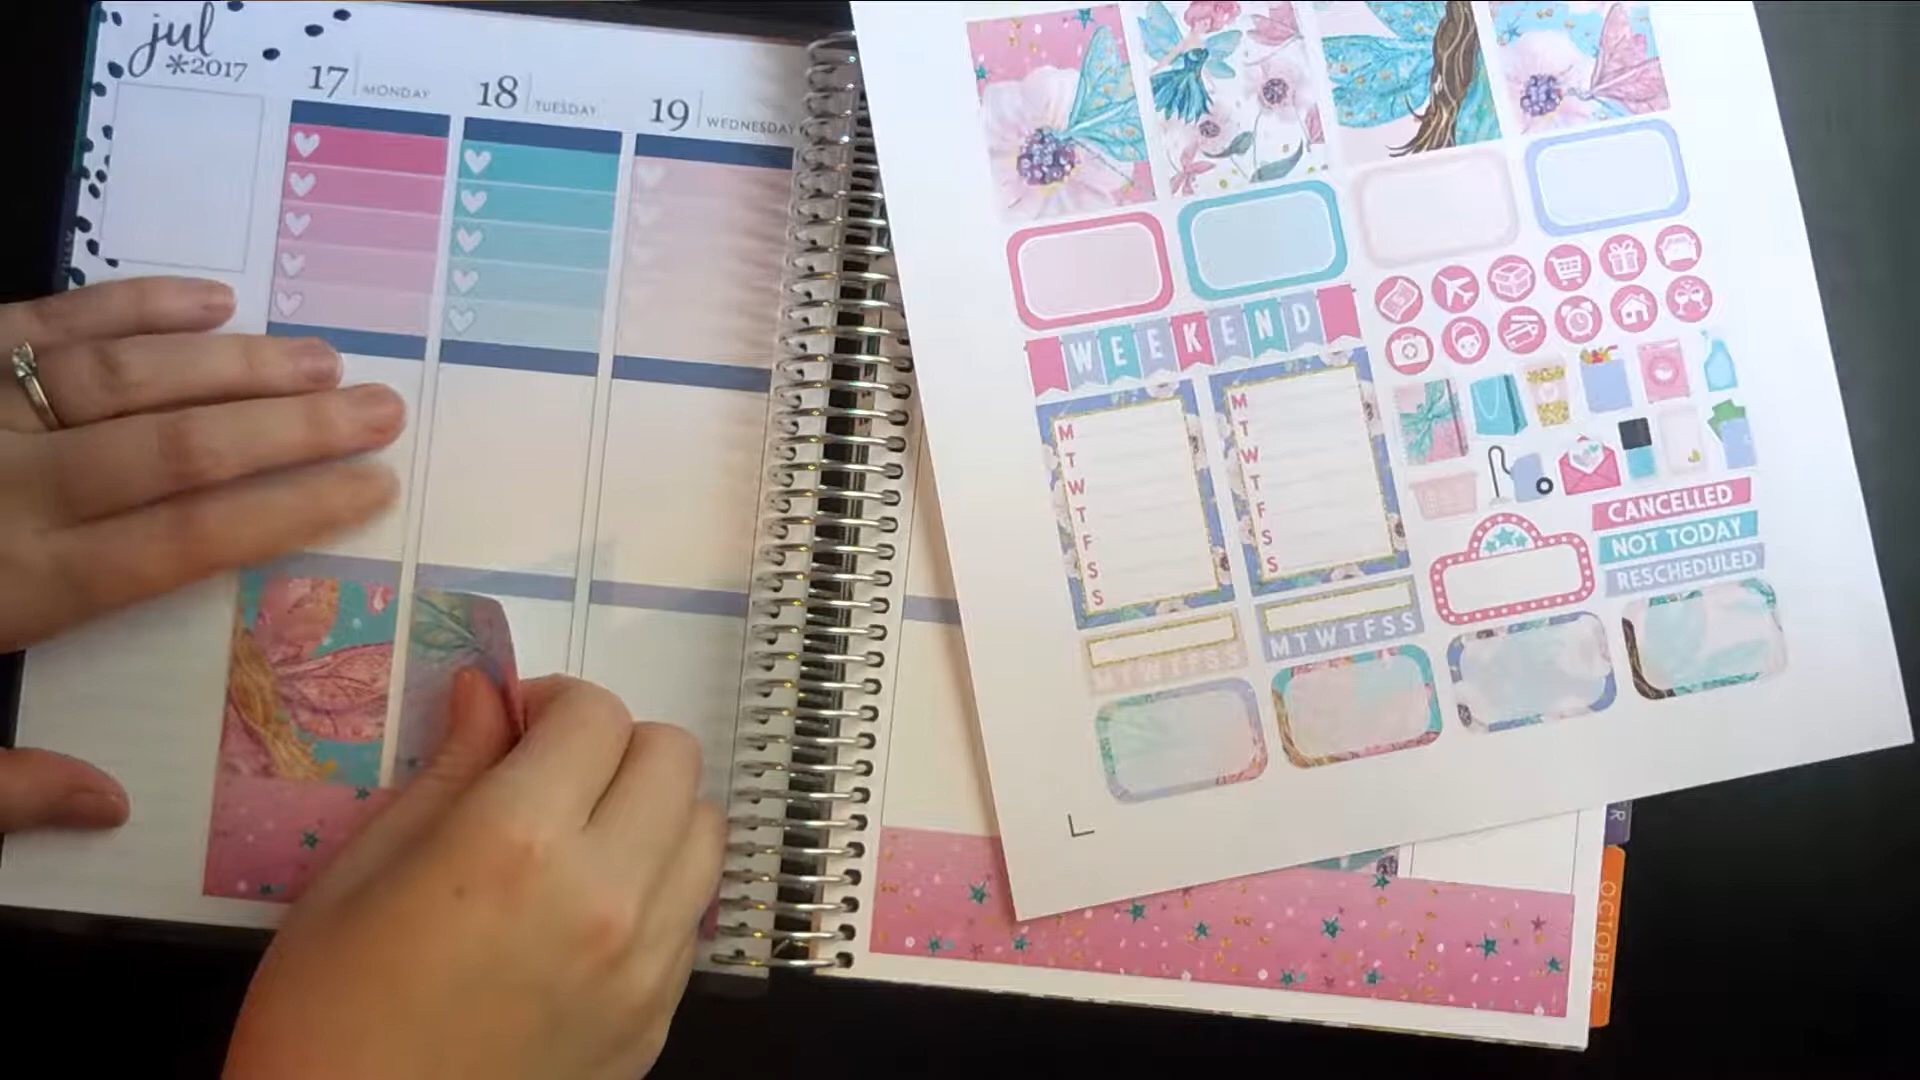 jul
*2017
17 | MONDAY
18 | TUESDAY
19 | WEDNESDAY
WEEKEND
M
T
W
T
F
S
S
M
T
W
T
F
S
S
CANCELLED
NOT TODAY
RESCHEDULED
MTWTFSS
MTWTFSS
OCTOBER